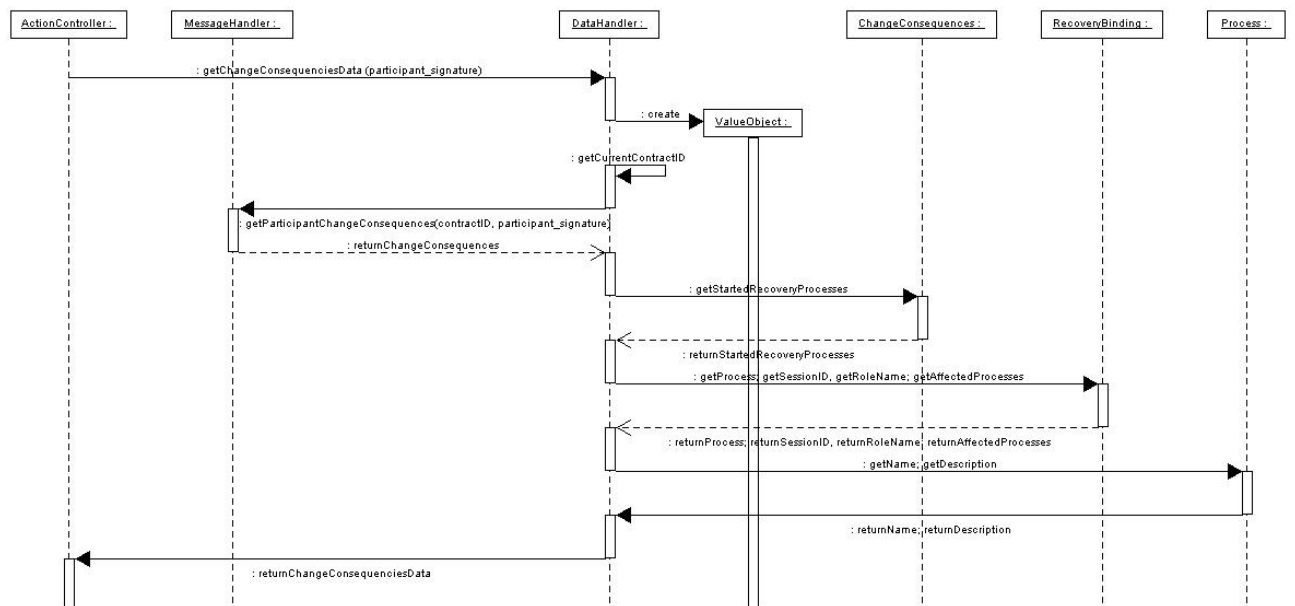 ActionController :
MessageHandler :
DataHandler :
ChangeConsequences :
RecoveryBinding :
Process :
: getChangeConsequenciesData (participant_signature)
: create
ValueObject :
: getCurrentContractID
: getParticipantChangeConsequences(contractID, participant_signature)
: returnChangeConsequences
: getStartedRecoveryProcesses
: returnStartedRecoveryProcesses
: getProcess; getSessionID, getRoleName; getAffectedProcesses
: returnProcess; returnSessionID, returnRoleName; returnAffectedProcesses
: getName; getDescription
: returnName; returnDescription
: returnChangeConsequenciesData